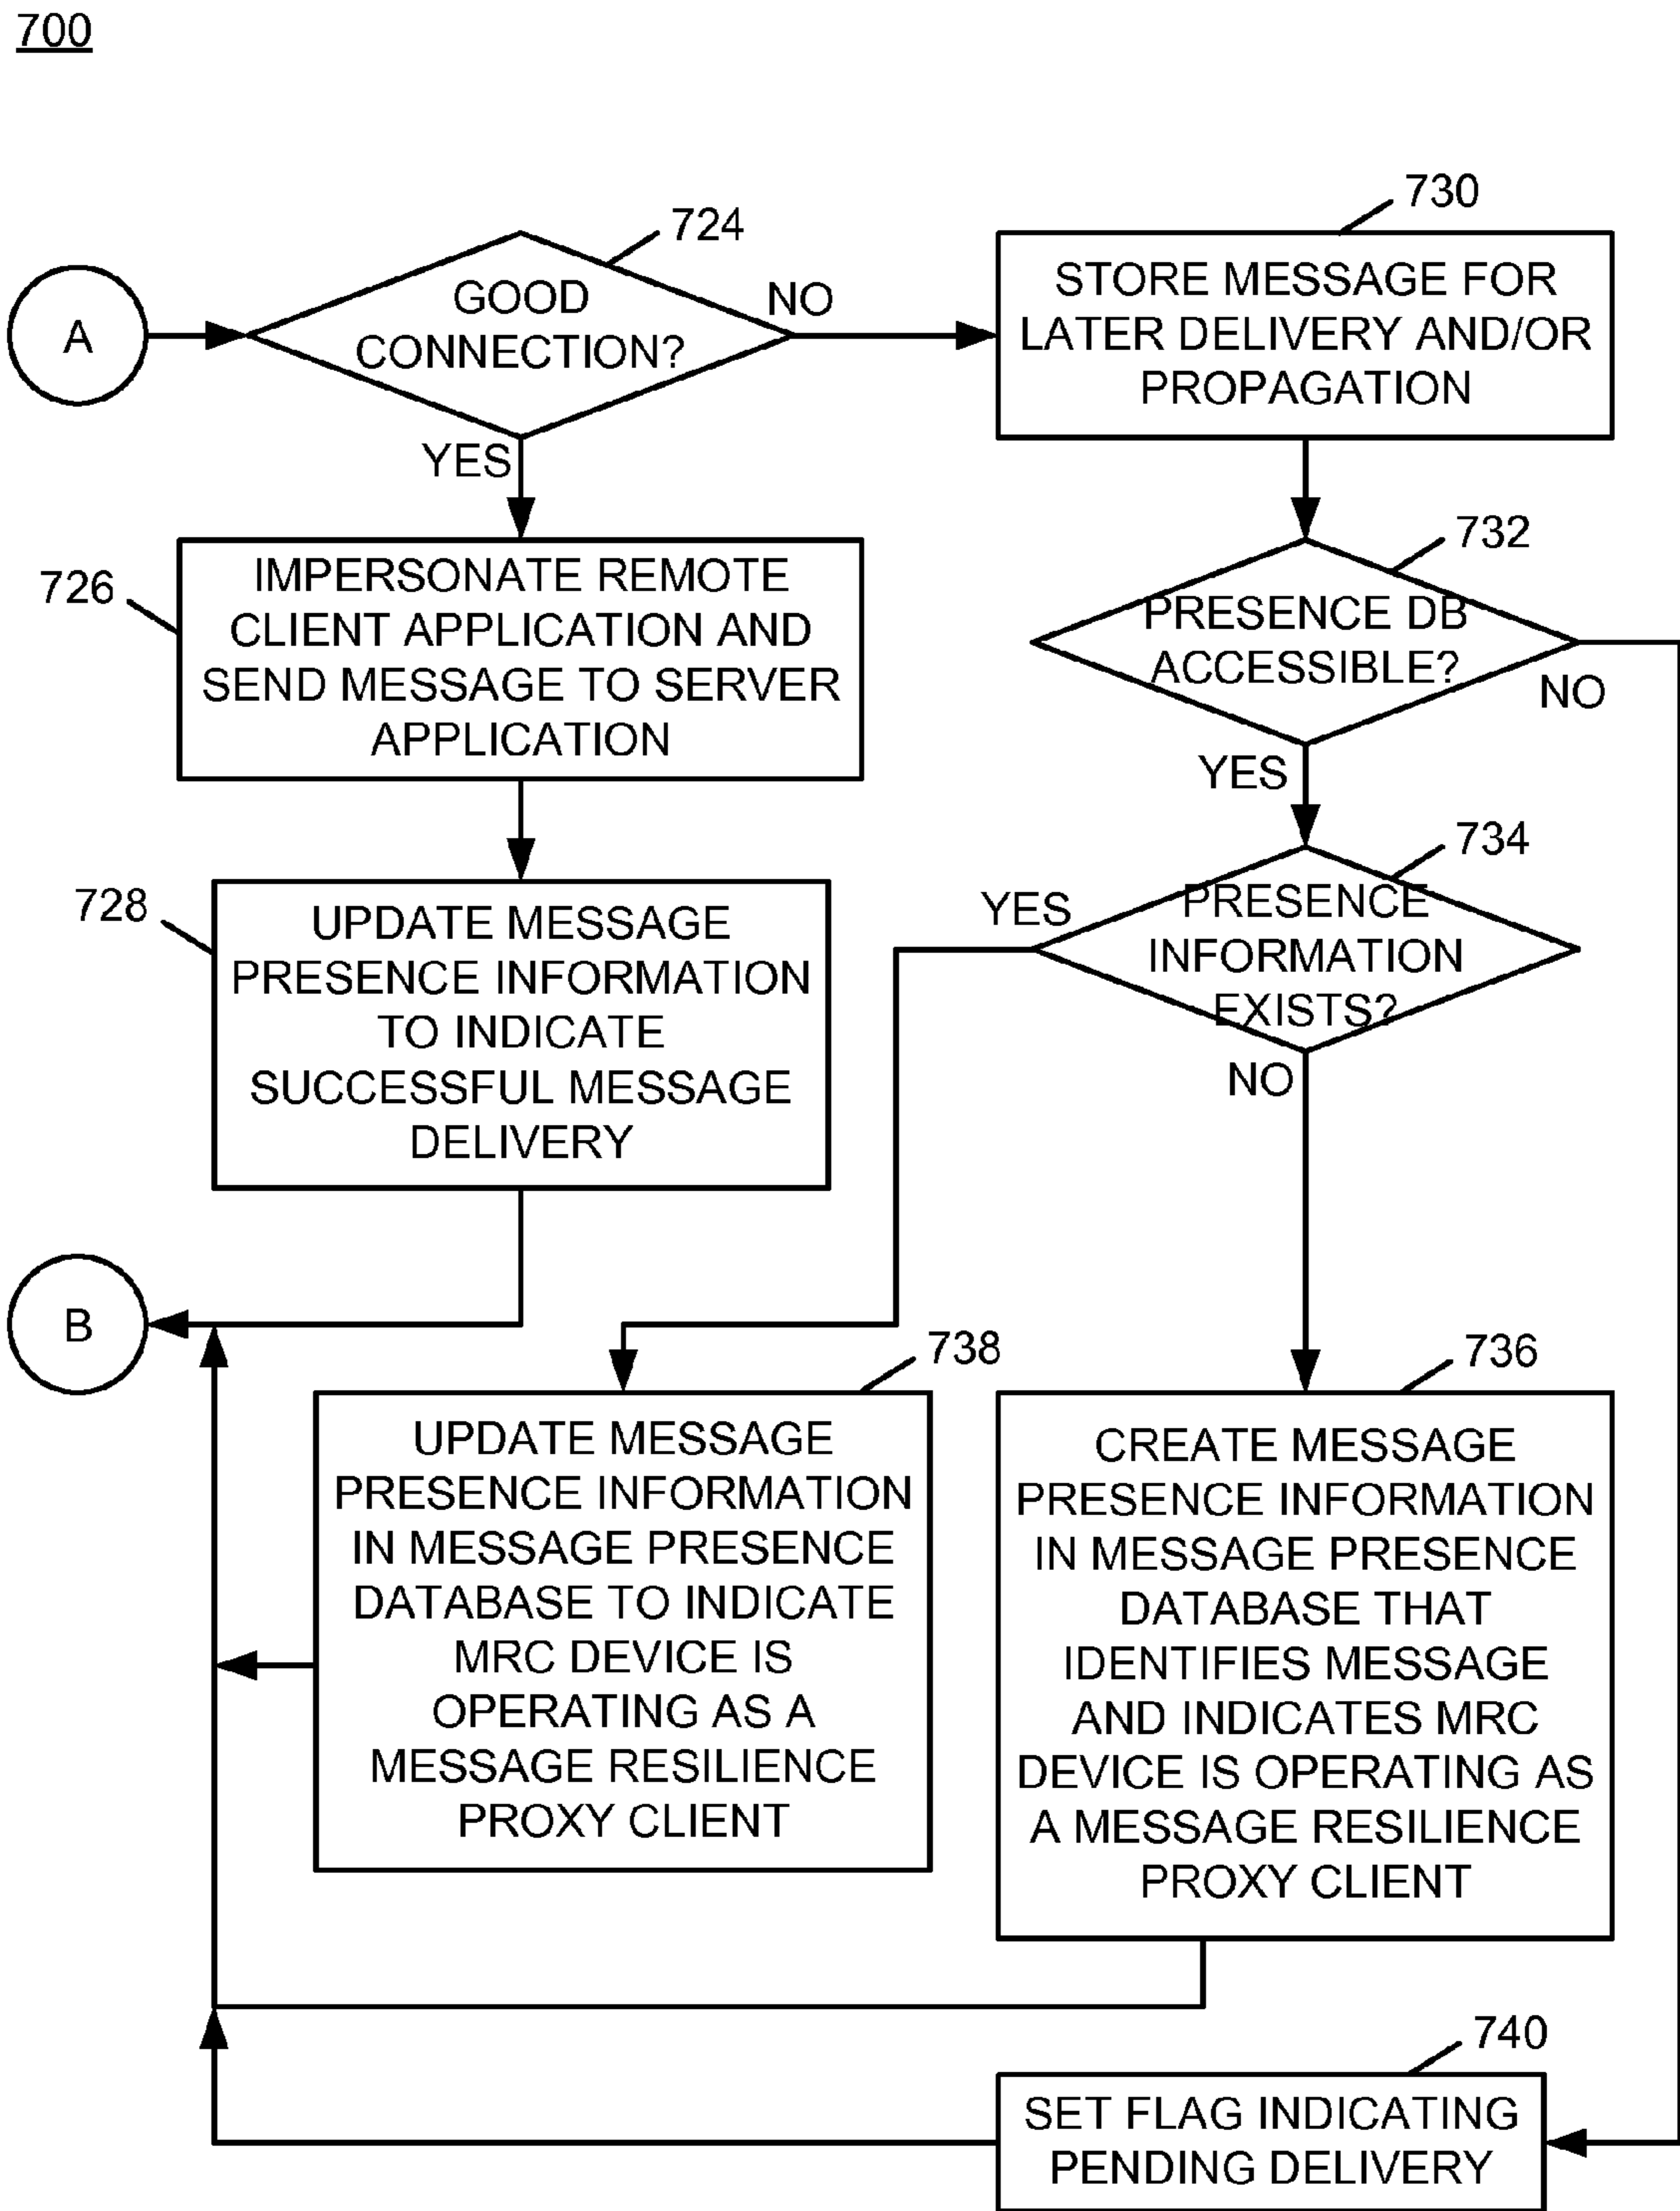 700
730
724
GOOD
CONNECTION?
NO
A
YES
STORE MESSAGE FOR
LATER DELIVERY AND/OR
PROPAGATION
726
IMPERSONATE REMOTE
CLIENT APPLICATION AND
SEND MESSAGE TO SERVER
APPLICATION
732
PRESENCE DB
ACCESSIBLE?
NO
YES
728
UPDATE MESSAGE
PRESENCE INFORMATION
TO INDICATE
SUCCESSFUL MESSAGE
DELIVERY
734
YES
PRESENCE
INFORMATION
EXISTS?
NO
B
738
UPDATE MESSAGE
PRESENCE INFORMATION
IN MESSAGE PRESENCE
DATABASE TO INDICATE
MRC DEVICE IS
OPERATING AS A
MESSAGE RESILIENCE
PROXY CLIENT
736
CREATE MESSAGE
PRESENCE INFORMATION
IN MESSAGE PRESENCE
DATABASE THAT
IDENTIFIES MESSAGE
AND INDICATES MRC
DEVICE IS OPERATING AS
A MESSAGE RESILIENCE
PROXY CLIENT
740
SET FLAG INDICATING
PENDING DELIVERY